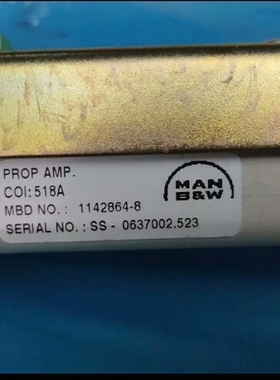 PROP AMP.
COI: 518A
MBD NO. : 1142864-8
SERIAL NO. : SS - 0637002.523
MAN
B&W